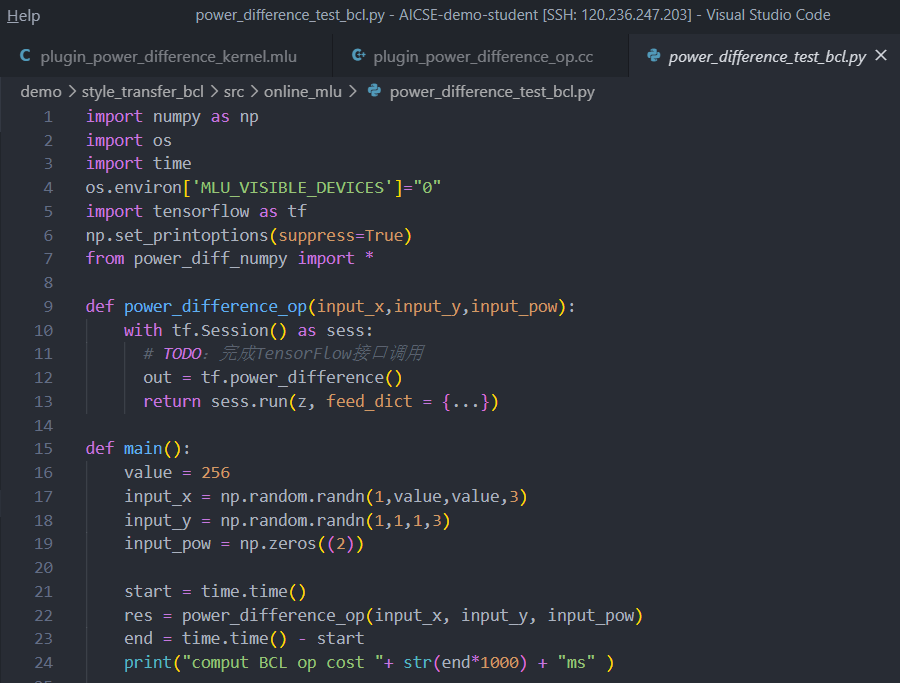 Help power_difference_test_bcl.py - AICSE-demo-student [SSH: 120.236.247.203] - Visual Studio Code
plugin_power_difference_kernel.mlu plugin_power_difference_op.cc power_difference_test_bcl.py
demo > style_transfer_bcl > src > online_mlu > power_difference_test_bcl.py
1 import numpy as np
2 import os
3 import time
4 os.environ['MLU_VISIBLE_DEVICES']="0"
5 import tensorflow as tf
6 np.set_printoptions(suppress=True)
7 from power_diff_numpy import *
8
9 def power_difference_op(input_x,input_y,input_pow):
10 with tf.Session() as sess:
11 # TODO：完成TensorFlow接口调用
12 out = tf.power_difference()
13 return sess.run(z, feed_dict = {...})
14
15 def main():
16 value = 256
17 input_x = np.random.randn(1,value,value,3)
18 input_y = np.random.randn(1,1,1,3)
19 input_pow = np.zeros((2))
20
21 start = time.time()
22 res = power_difference_op(input_x, input_y, input_pow)
23 end = time.time() - start
24 print("comput BCL op cost "+ str(end*1000) + "ms" )